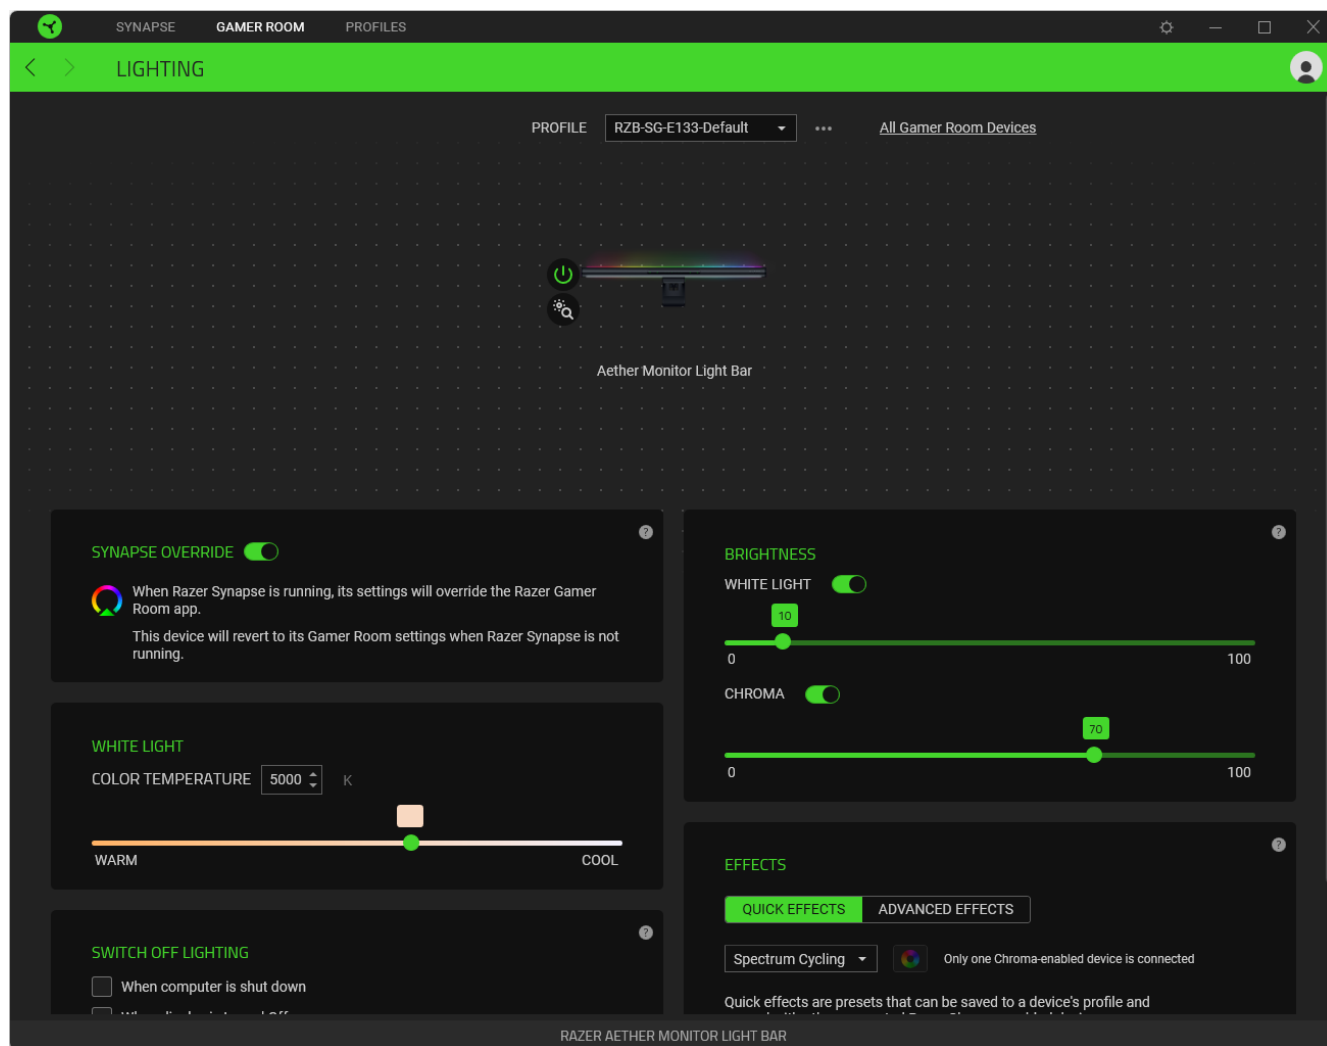 SYNAPSE GAMER ROOM PROFILES
LIGHTING
PROFILE RZB-SG-E133-Default All Gamer Room Devices
Aether Monitor Light Bar
SYNAPSE OVERRIDE
When Razer Synapse is running, its settings will override the Razer Gamer
Room app.
This device will revert to its Gamer Room settings when Razer Synapse is not
running.
WHITE LIGHT
COLOR TEMPERATURE 5000 K
WARM COOL
SWITCH OFF LIGHTING
When computer is shut down
BRIGHTNESS
WHITE LIGHT
10
0 100
CHROMA
70
0 100
EFFECTS
QUICK EFFECTS ADVANCED EFFECTS
Spectrum Cycling Only one Chroma-enabled device is connected
Quick effects are presets that can be saved to a device's profile and
RAZER AETHER MONITOR LIGHT BAR